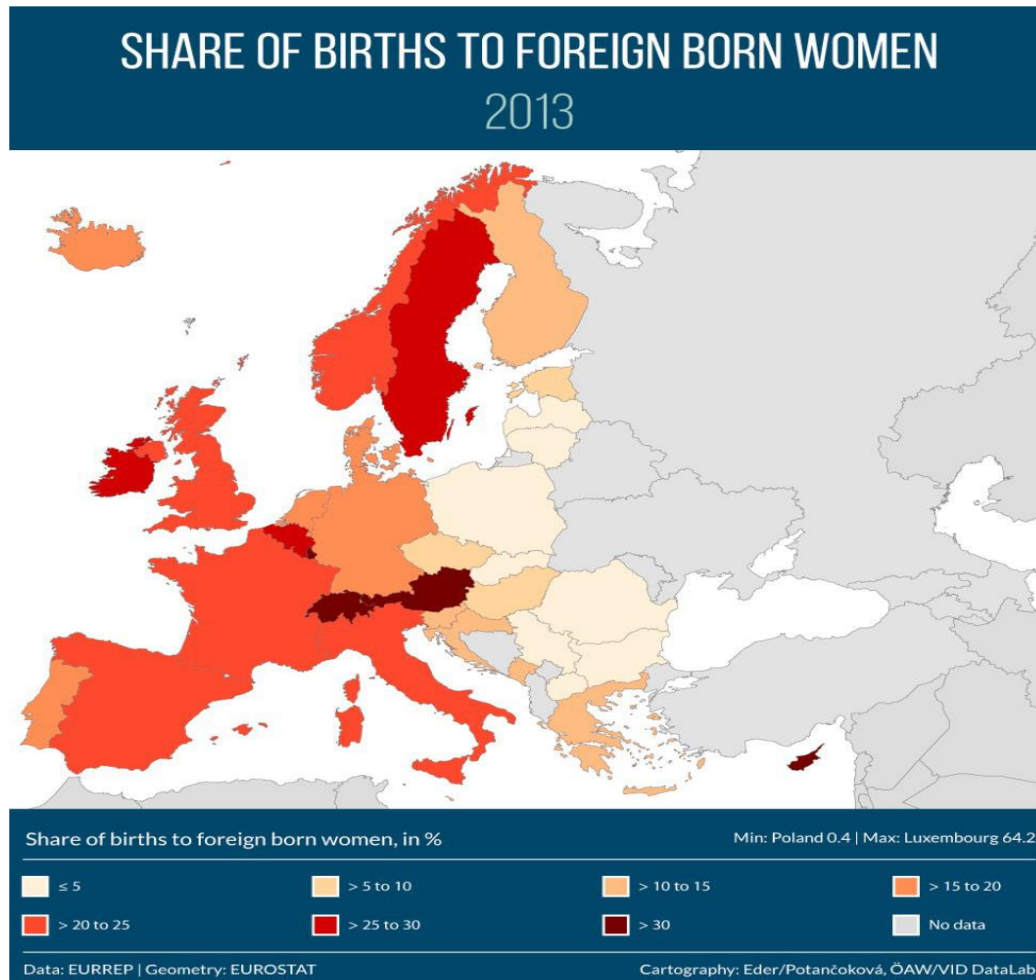 SHARE OF BIRTHS TO FOREIGN BORN WOMEN
2013
Share of births to foreign born women, in %
Min: Poland 0.4 | Max: Luxembourg 64.2
≤ 5
> 5 to 10
> 10 to 15
> 15 to 20
> 20 to 25
> 25 to 30
> 30
No data
Data: EURREP | Geometry: EUROSTAT
Cartography: Eder/Potančoková, ÖAW/VID DataLab